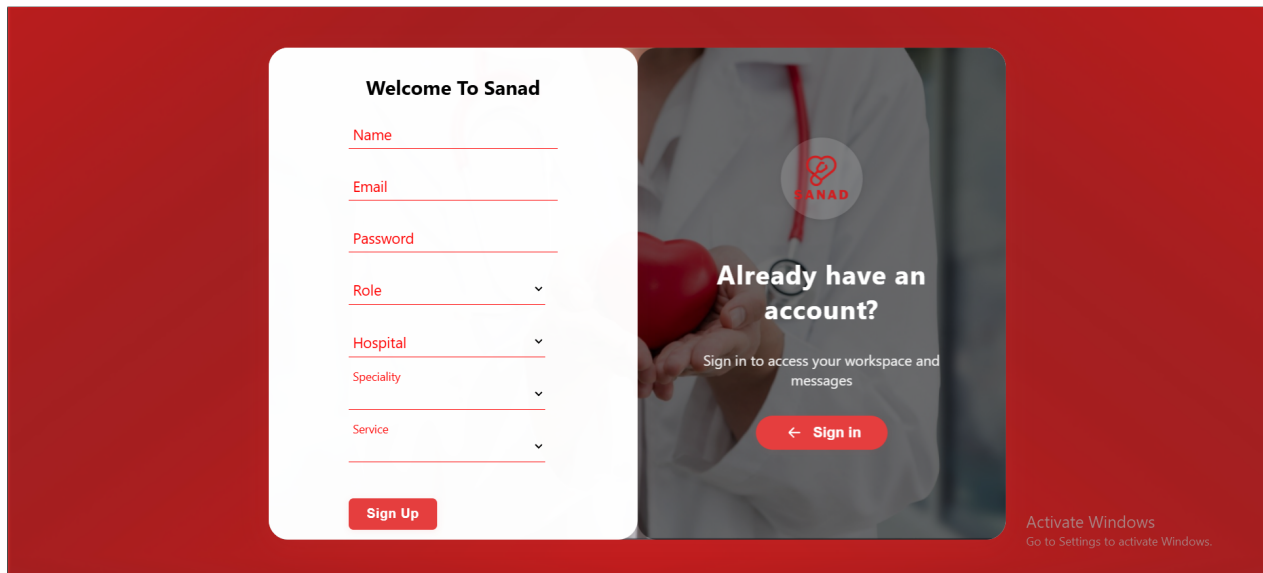 Welcome To Sanad
Name
Email
Password
Role
Hospital
Speciality
Service
Sign Up
SANAD
Already have an
account?
Sign in to access your workspace and
messages
← Sign in
Activate Windows
Go to Settings to activate Windows.